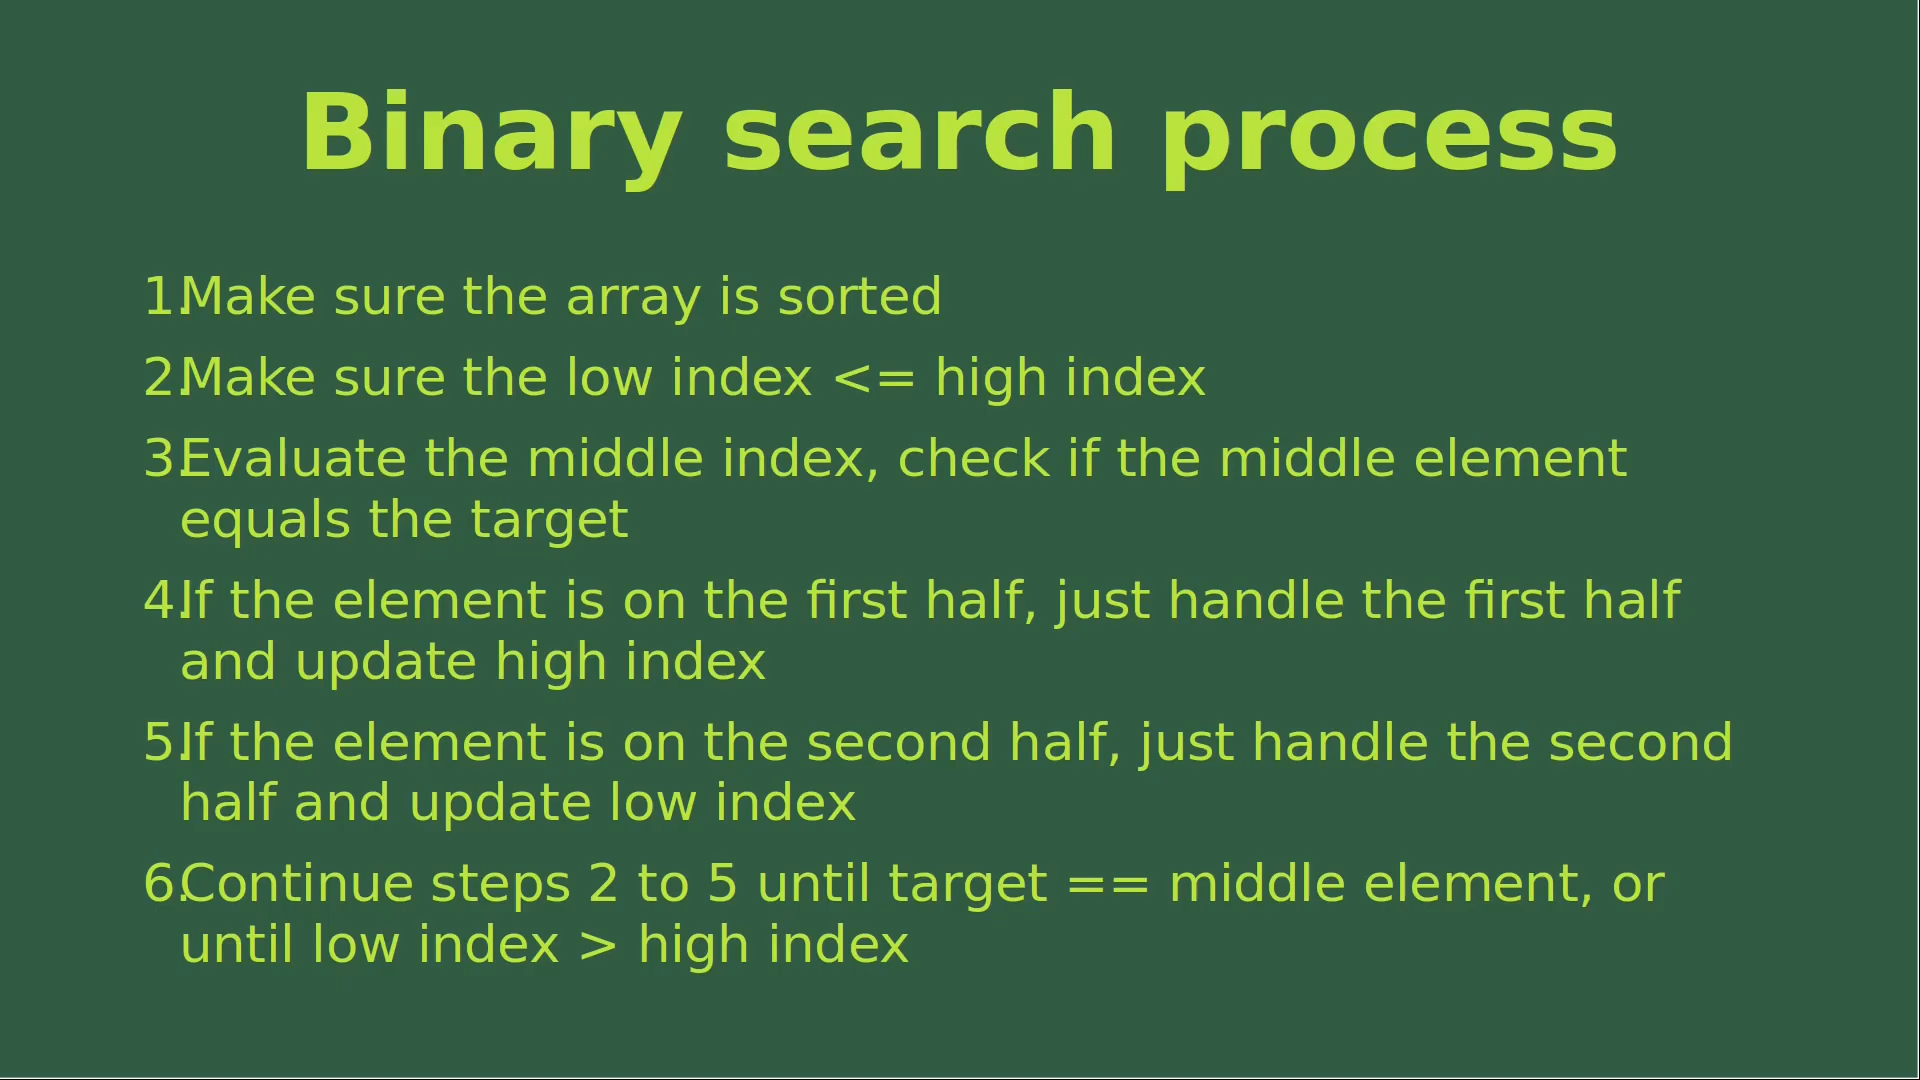 Binary search process
1.Make sure the array is sorted
2.Make sure the low index <= high index
3.Evaluate the middle index, check if the middle element
equals the target
4.If the element is on the first half, just handle the first half
and update high index
5.If the element is on the second half, just handle the second
half and update low index
6.Continue steps 2 to 5 until target == middle element, or
until low index > high index